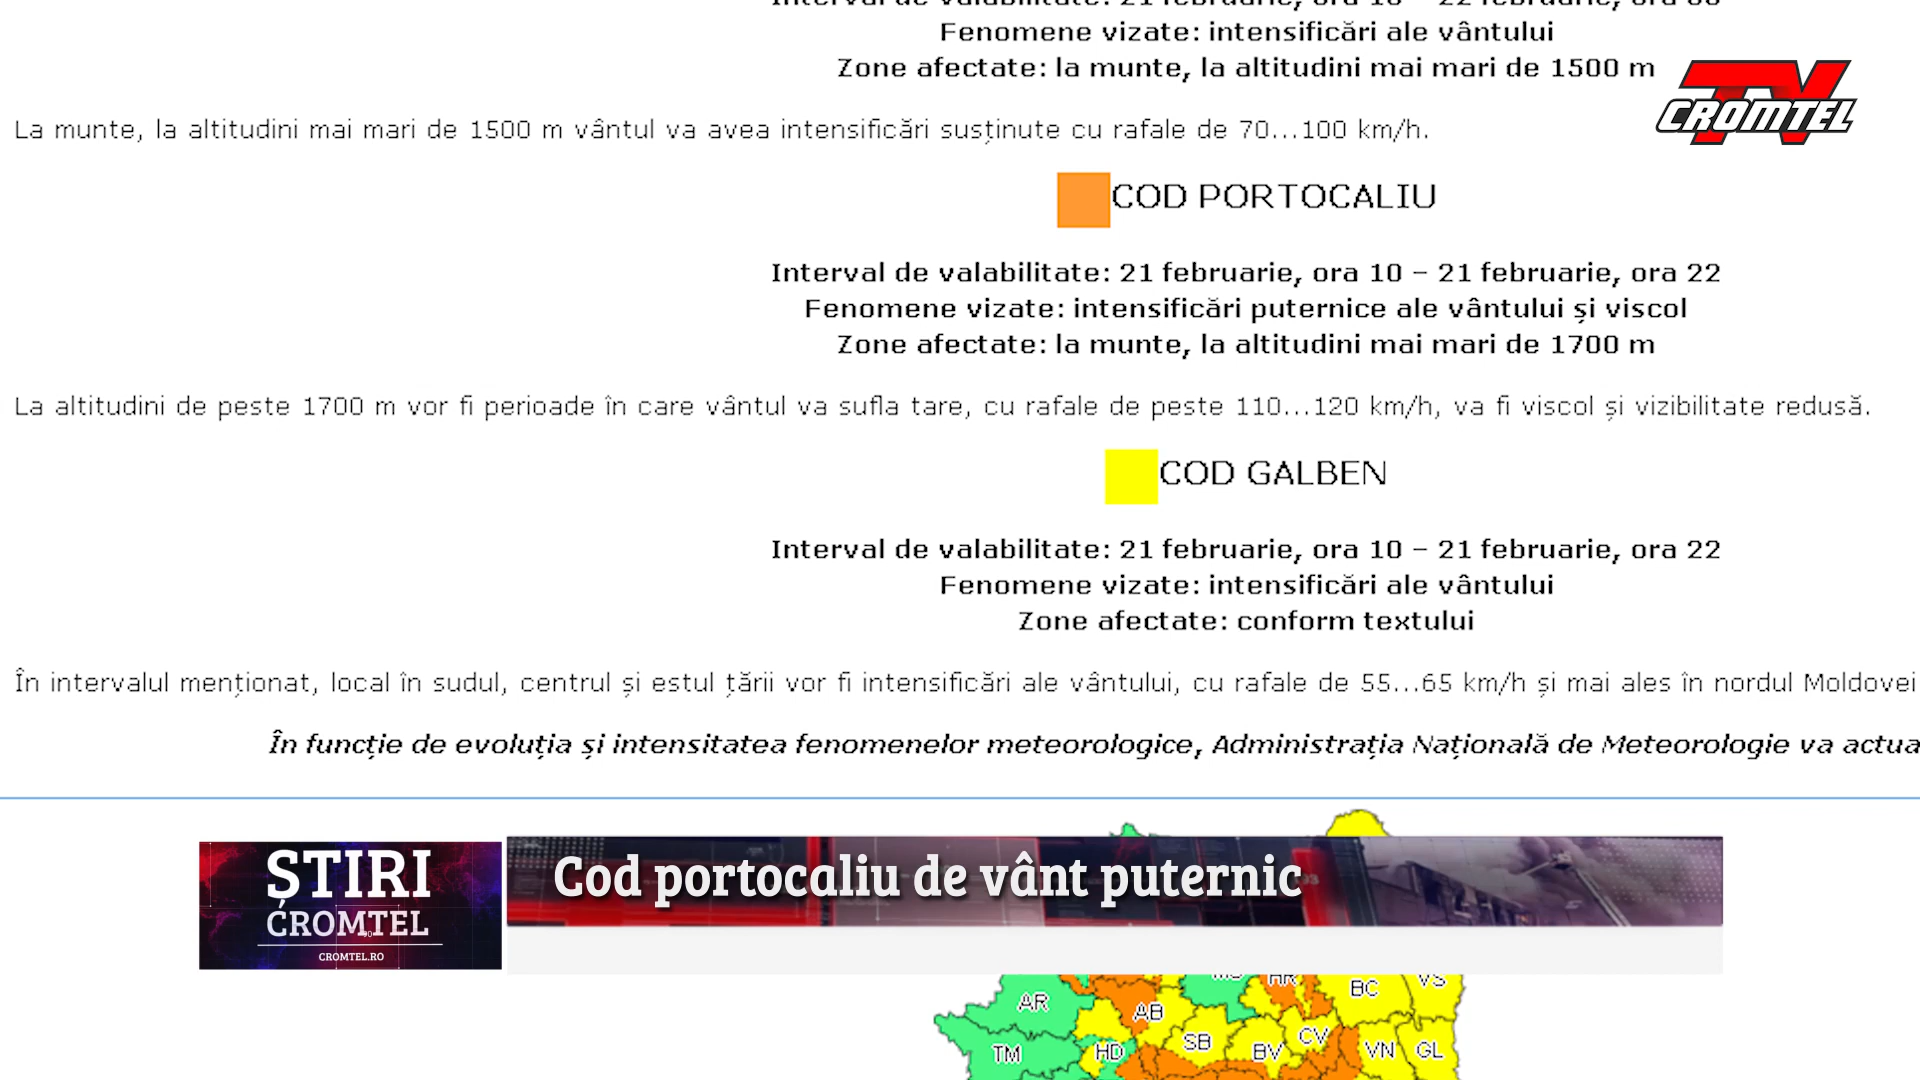 Fenomene vizate: intensificări ale vântului
Zone afectate: la munte, la altitudini mai mari de 1500 m
TV
CROMTEL
La munte, la altitudini mai mari de 1500 m vântul va avea intensificări susținute cu rafale de 70...100 km/h.
COD PORTOCALIU
Interval de valabilitate: 21 februarie, ora 10 – 21 februarie, ora 22
Fenomene vizate: intensificări puternice ale vântului și viscol
Zone afectate: la munte, la altitudini mai mari de 1700 m
La altitudini de peste 1700 m vor fi perioade în care vântul va sufla tare, cu rafale de peste 110...120 km/h, va fi viscol și vizibilitate redusă.
COD GALBEN
Interval de valabilitate: 21 februarie, ora 10 – 21 februarie, ora 22
Fenomene vizate: intensificări ale vântului
Zone afectate: conform textului
În intervalul menționat, local în sudul, centrul și estul țării vor fi intensificări ale vântului, cu rafale de 55...65 km/h și mai ales în nordul Moldovei
În funcție de evoluția și intensitatea fenomenelor meteorologice, Administrația Națională de Meteorologie va actua
ȘTIRI
CROMTEL
CROMTEL.RO
Cod portocaliu de vânt puternic
HR
BC
VS
AR
AB
SB
BV
CV
VN
GL
TM
HD